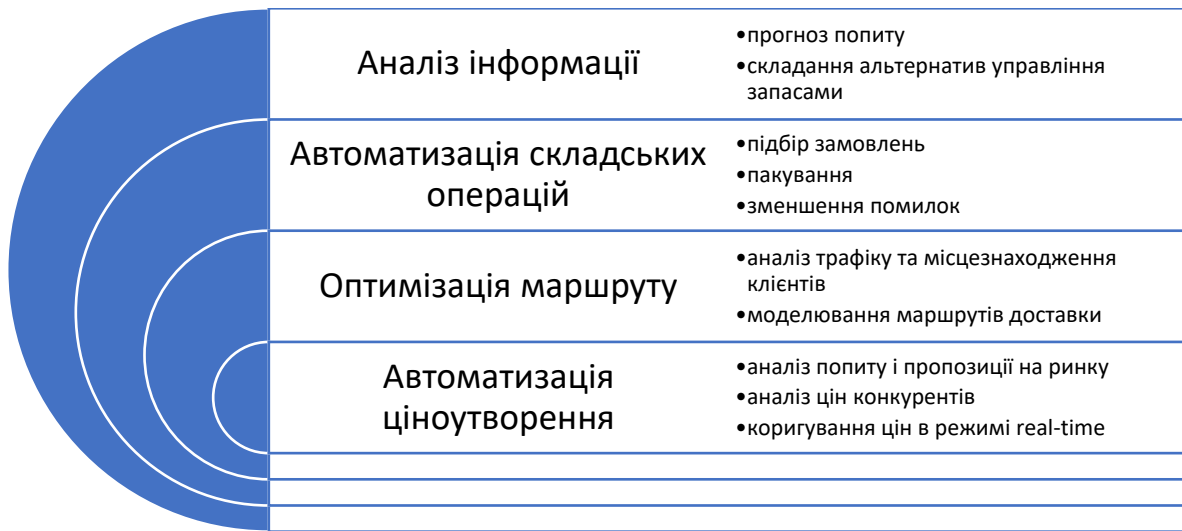 Аналіз інформації
•прогноз попиту
•складання альтернатив управління
запасами
Автоматизація складських
операцій
•підбір замовлень
•пакування
•зменшення помилок
Оптимізація маршруту
•аналіз трафіку та місцезнаходження
клієнтів
•моделювання маршрутів доставки
Автоматизація
ціноутворення
•аналіз попиту і пропозиції на ринку
•аналіз цін конкурентів
•коригування цін в режимі real-time